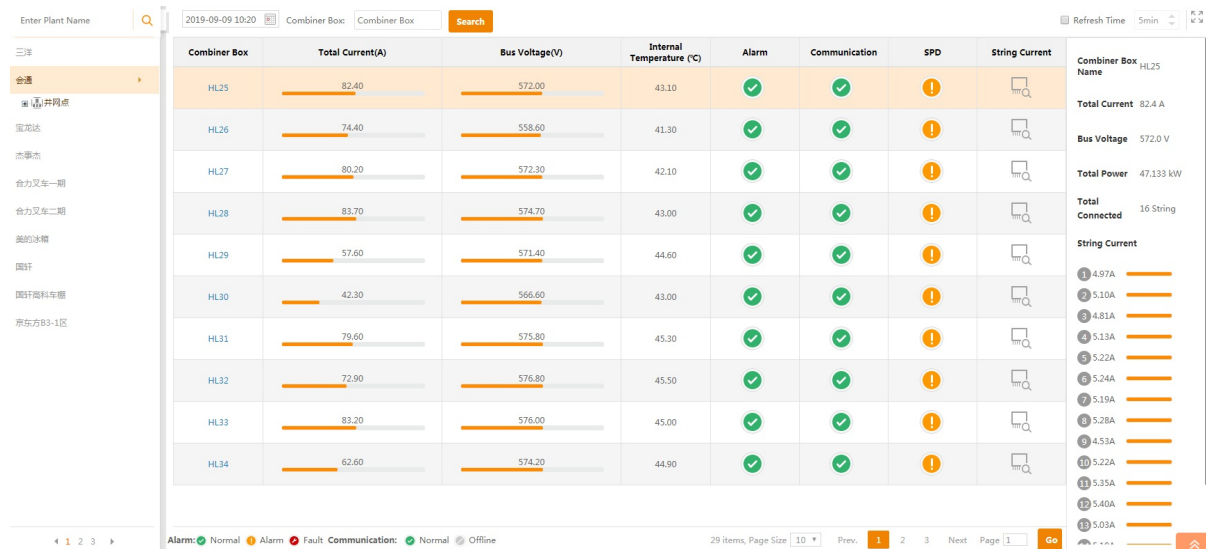 Enter Plant Name
三洋
会通
井网点
宝龙达
杰事杰
合力叉车一期
合力叉车二期
美的冰箱
国轩
国轩高科车棚
京东方B3-1区
1 2 3
2019-09-09 10:20 Combiner Box: Combiner Box Search
Refresh Time 5min
Combiner Box Total Current(A) Bus Voltage(V) Internal Temperature (℃) Alarm Communication SPD String Current
HL25 82.40 572.00 43.10
HL26 74.40 558.60 41.30
HL27 80.20 572.30 42.10
HL28 83.70 574.70 43.00
HL29 57.60 571.40 44.60
HL30 42.30 566.60 43.00
HL31 79.60 575.80 45.30
HL32 72.90 576.80 45.50
HL33 83.20 576.00 45.00
HL34 62.60 574.20 44.90
Alarm: Normal Alarm Fault Communication: Normal Offline
29 items, Page Size 10 Prev. 1 2 3 Next Page 1 Go
Combiner Box Name HL25
Total Current 82.4 A
Bus Voltage 572.0 V
Total Power 47.133 kW
Total Connected 16 String
String Current
1 4.97A
2 5.10A
3 4.81A
4 5.13A
5 5.22A
6 5.24A
7 5.19A
8 5.28A
9 4.53A
10 5.22A
11 5.35A
12 5.40A
13 5.03A